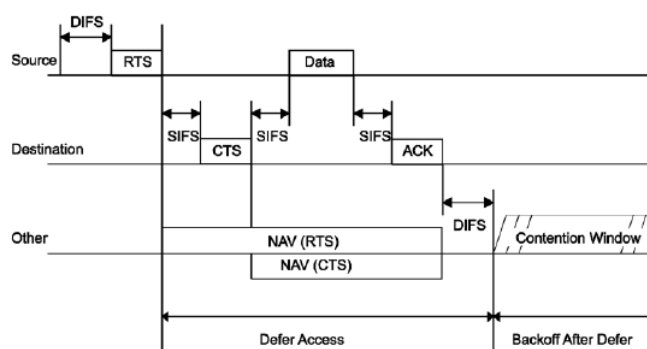 DIFS
Source
RTS
Data
SIFS
SIFS
SIFS
Destination
CTS
ACK
DIFS
Other
NAV (RTS)
Contention Window
NAV (CTS)
Defer Access
Backoff After Defer